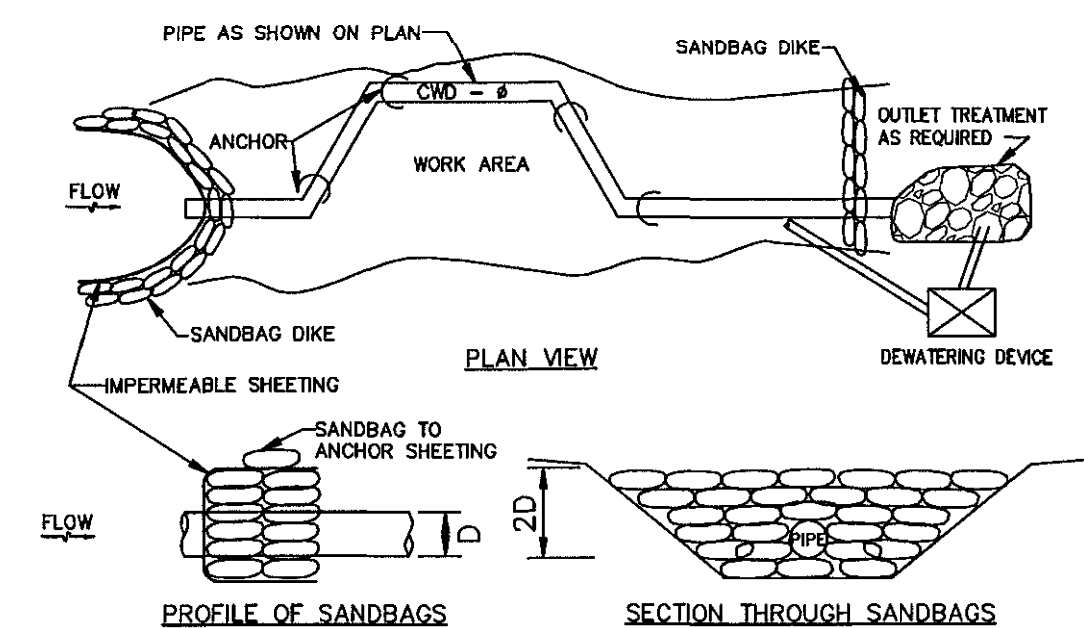 PIPE AS SHOWN ON PLAN
SANDBAG DIKE
CWD - ø
OUTLET TREATMENT
AS REQUIRED
ANCHOR
WORK AREA
FLOW
SANDBAG DIKE
PLAN VIEW
DEWATERING DEVICE
IMPERMEABLE SHEETING
SANDBAG TO
ANCHOR SHEETING
FLOW
D
2D
PIPE
PROFILE OF SANDBAGS
SECTION THROUGH SANDBAGS